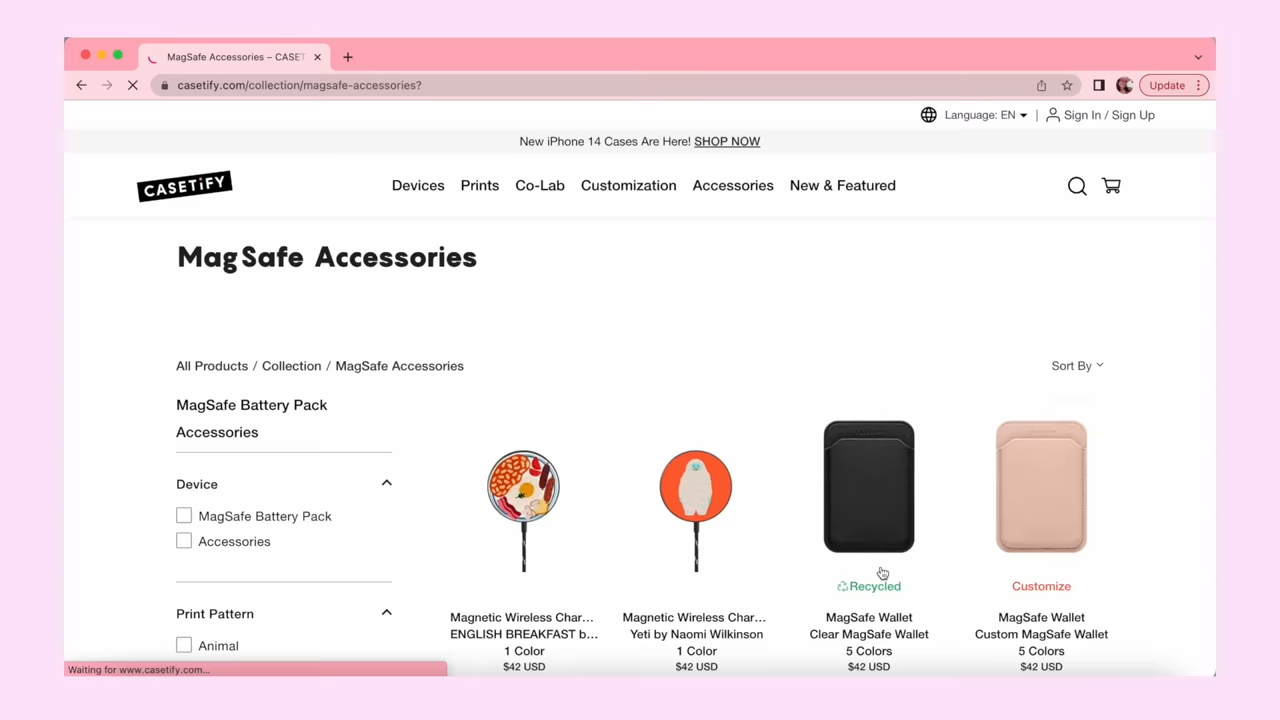 MagSafe Accessories – CASET
casetify.com/collection/magsafe-accessories?
Update
Language: EN | Sign In / Sign Up
New iPhone 14 Cases Are Here! SHOP NOW
CASETiFY
Devices Prints Co-Lab Customization Accessories New & Featured
MagSafe Accessories
All Products / Collection / MagSafe Accessories
Sort By
MagSafe Battery Pack
Accessories
Device
MagSafe Battery Pack
Accessories
Print Pattern
Animal
Recycled
Customize
Magnetic Wireless Char...
ENGLISH BREAKFAST b...
1 Color
$42 USD
Magnetic Wireless Char...
Yeti by Naomi Wilkinson
1 Color
$42 USD
MagSafe Wallet
Clear MagSafe Wallet
5 Colors
$42 USD
MagSafe Wallet
Custom MagSafe Wallet
5 Colors
$42 USD
Waiting for www.casetify.com...